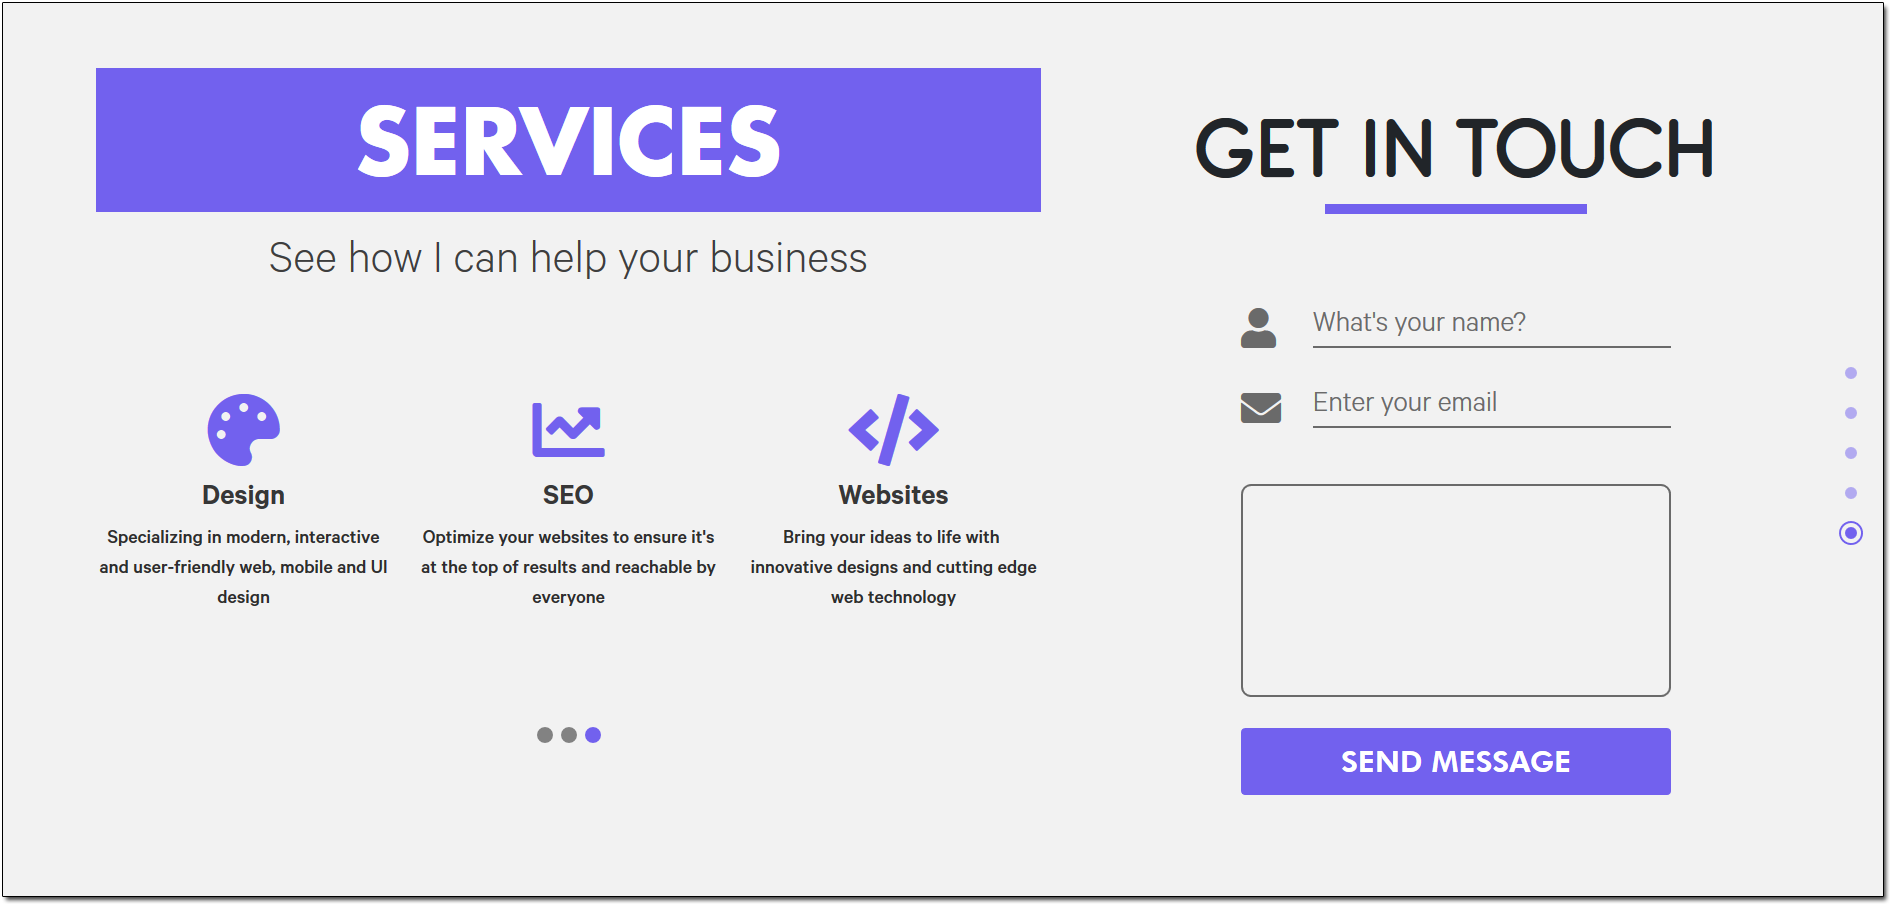 SERVICES
See how I can help your business
Design
Specializing in modern, interactive
and user-friendly web, mobile and UI
design
SEO
Optimize your websites to ensure it's
at the top of results and reachable by
everyone
Websites
Bring your ideas to life with
innovative designs and cutting edge
web technology
GET IN TOUCH
What's your name?
Enter your email
SEND MESSAGE